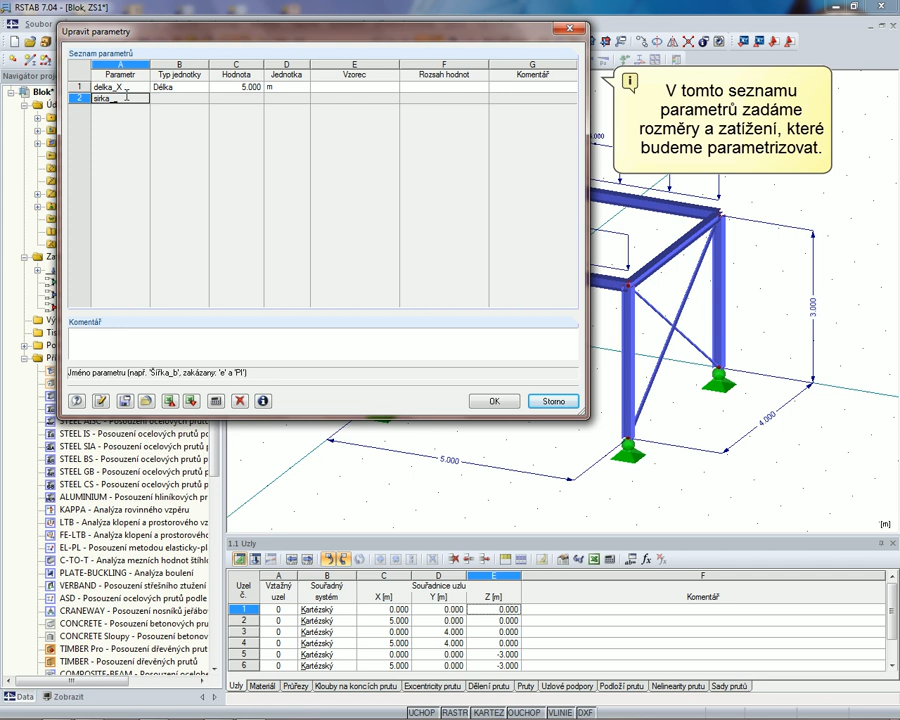 RSTAB 7.04 - [Blok, ZS1*]
Soubor
Upravit parametry
Seznam parametrů
A B C D E F G
Parametr Typ jednotky Hodnota Jednotka Vzorec Rozsah hodnot Komentář
1 delka_X Délka 5.000 m
2 sirka_
V tomto seznamu
parametrů zadáme
rozměry a zatížení, které
budeme parametrizovat.
Komentář
Jméno parametru (např. 'Šířka_b', zakázany: 'e' a 'PI')
OK Storno
Navigátor proj
Blok*
3.000
4.000
5.000
[m]
STEEL AISC - Posouzení ocelových prutů p
STEEL IS - Posouzení ocelových prutů po
STEEL SIA - Posouzení ocelových prutů p
STEEL BS - Posouzení ocelových prutů po
STEEL GB - Posouzení ocelových prutů p
STEEL CS - Posouzení ocelových prutů po
ALUMINIUM - Posouzení hliníkových pr
KAPPA - Analýza rovinného vzpěru
LTB - Analýza klopení a prostorového vz
FE-LTB - Analýza klopení a prostorovéh
EL-PL - Posouzení metodou elasticky-pl
C-TO-T - Analýza mezních hodnot štíhl
PLATE-BUCKLING - Analýza boulení
VERBAND - Posouzení střešního ztužení
ASD - Posouzení ocelových prutů podle
CRANEWAY - Posouzení nosníků jeřábov
CONCRETE - Posouzení betonových pru
CONCRETE Sloupy - Posouzení betonov
TIMBER Pro - Posouzení dřevěných prut
TIMBER - Posouzení dřevěných prutů
COMPOSITE-BEAM - Posouzení ocelobe
Data Zobrazit
1.1 Uzly
A B C D E F
Uzel Vztažný Souřadný Souřadnice uzlu
č. uzel systém X [m] Y [m] Z [m] Komentář
1 0 Kartézský 0.000 0.000 0.000
2 0 Kartézský 5.000 0.000 0.000
3 0 Kartézský 0.000 4.000 0.000
4 0 Kartézský 5.000 4.000 0.000
5 0 Kartézský 0.000 0.000 -3.000
6 0 Kartézský 5.000 0.000 -3.000
Uzly Materiál Průřezy Klouby na koncích prutu Excentricity prutu Dělení prutu Pruty Uzlové podpory Podloží prutu Nelinearity prutu Sady prutů
UCHOP RASTR KARTEZ OUCHOP VLINIE DXF